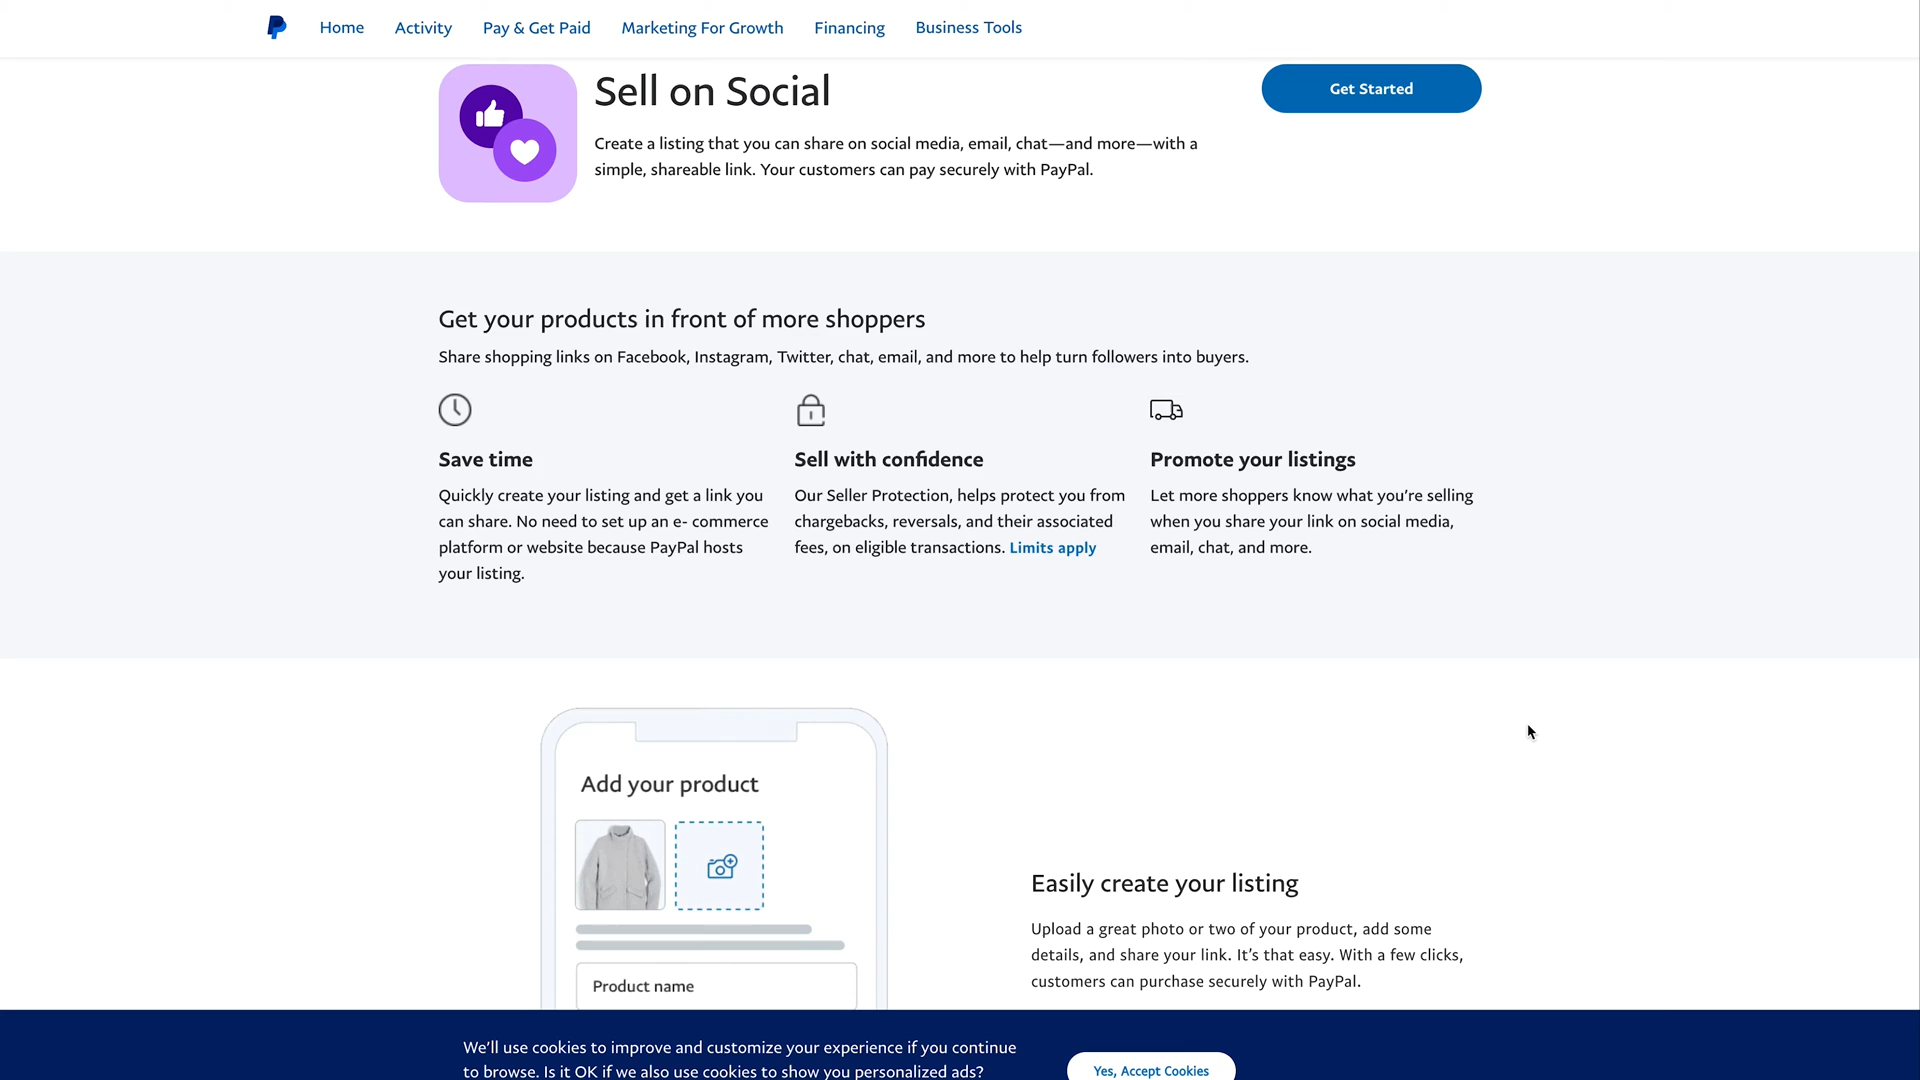 Home Activity Pay & Get Paid Marketing For Growth Financing Business Tools
Sell on Social
Get Started
Create a listing that you can share on social media, email, chat—and more—with a
simple, shareable link. Your customers can pay securely with PayPal.
Get your products in front of more shoppers
Share shopping links on Facebook, Instagram, Twitter, chat, email, and more to help turn followers into buyers.
Save time
Quickly create your listing and get a link you
can share. No need to set up an e- commerce
platform or website because PayPal hosts
your listing.
Sell with confidence
Our Seller Protection, helps protect you from
chargebacks, reversals, and their associated
fees, on eligible transactions. Limits apply
Promote your listings
Let more shoppers know what you’re selling
when you share your link on social media,
email, chat, and more.
Add your product
Product name
Easily create your listing
Upload a great photo or two of your product, add some
details, and share your link. It’s that easy. With a few clicks,
customers can purchase securely with PayPal.
We’ll use cookies to improve and customize your experience if you continue
to browse. Is it OK if we also use cookies to show you personalized ads?
Yes, Accept Cookies